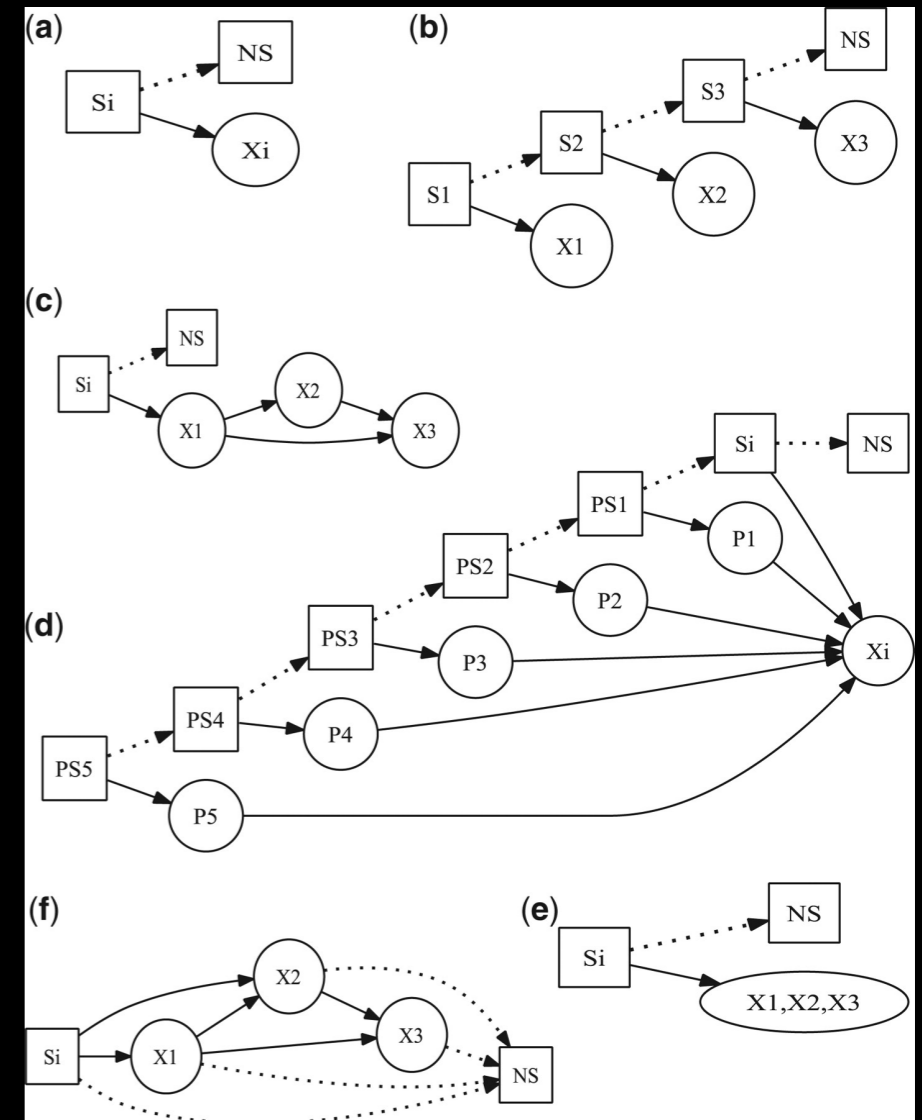 (a)
NS
Si
Xi
(b)
NS
S3
X3
S2
X2
S1
X1
(c)
NS
Si
X2
X1
X3
(d)
Si
NS
PS1
P1
PS2
P2
PS3
P3
Xi
PS4
P4
PS5
P5
(f)
X2
X3
Si
X1
NS
(e)
NS
Si
X1,X2,X3